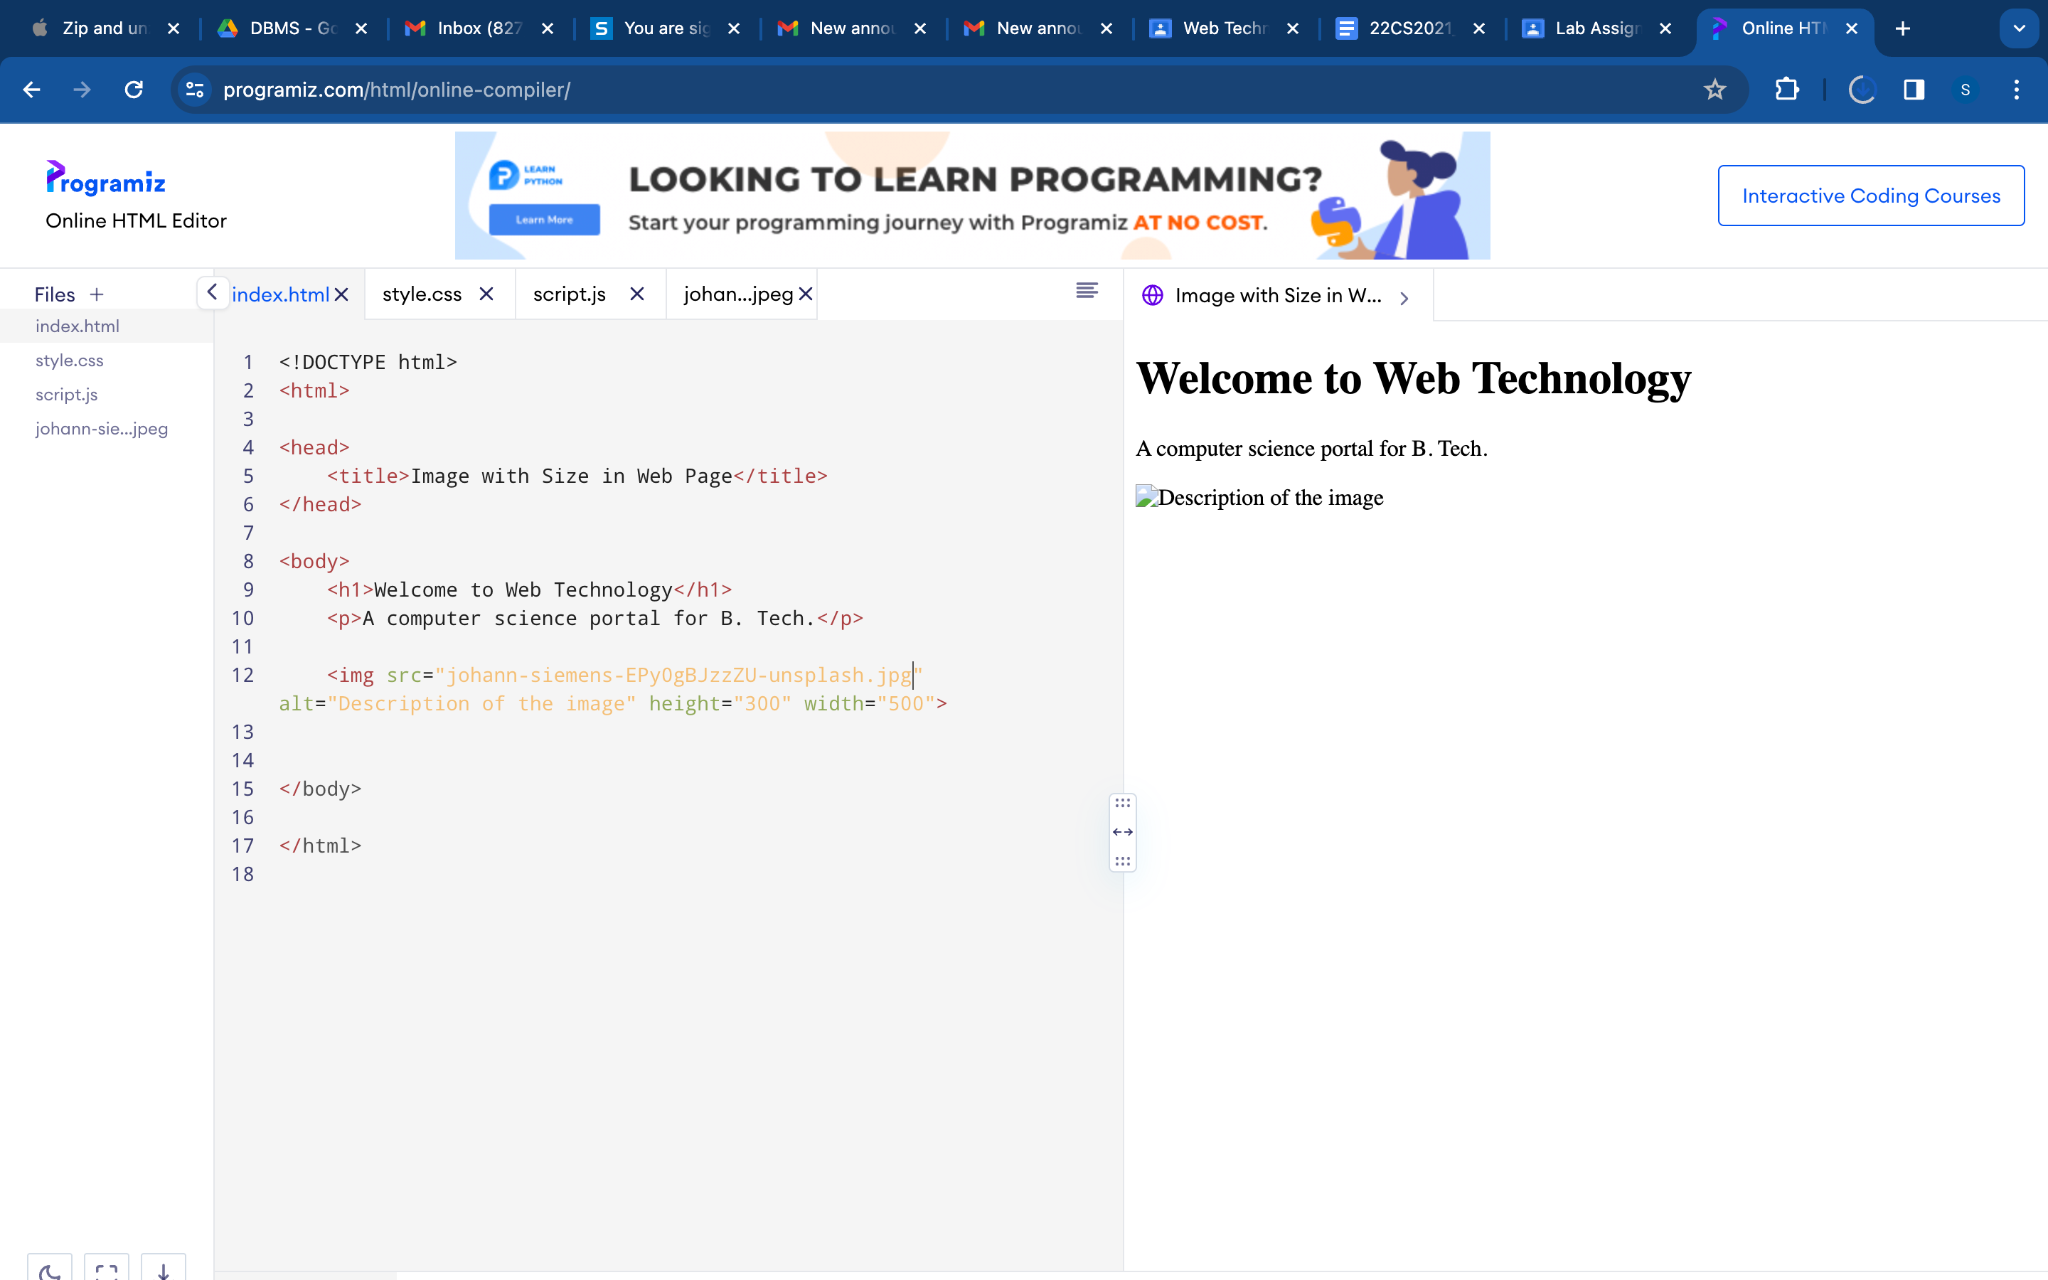 Zip and un
DBMS - Go
Inbox (827
You are sig
New annou
New annou
Web Techn
22CS2021_
Lab Assign
Online HTM
programiz.com/html/online-compiler/
S
Programiz
Online HTML Editor
LEARN
PYTHON
Learn More
LOOKING TO LEARN PROGRAMMING?
Start your programming journey with Programiz AT NO COST.
Interactive Coding Courses
Files +
index.html
style.css
script.js
johann-sie...jpeg
index.html
style.css
script.js
johan...jpeg
1 <!DOCTYPE html>
2 <html>
3
4 <head>
5 <title>Image with Size in Web Page</title>
6 </head>
7
8 <body>
9 <h1>Welcome to Web Technology</h1>
10 <p>A computer science portal for B. Tech.</p>
11
12 <img src="johann-siemens-EPy0gBJzzZU-unsplash.jpg"
alt="Description of the image" height="300" width="500">
13
14
15 </body>
16
17 </html>
18
Image with Size in W...
Welcome to Web Technology
A computer science portal for B. Tech.
Description of the image